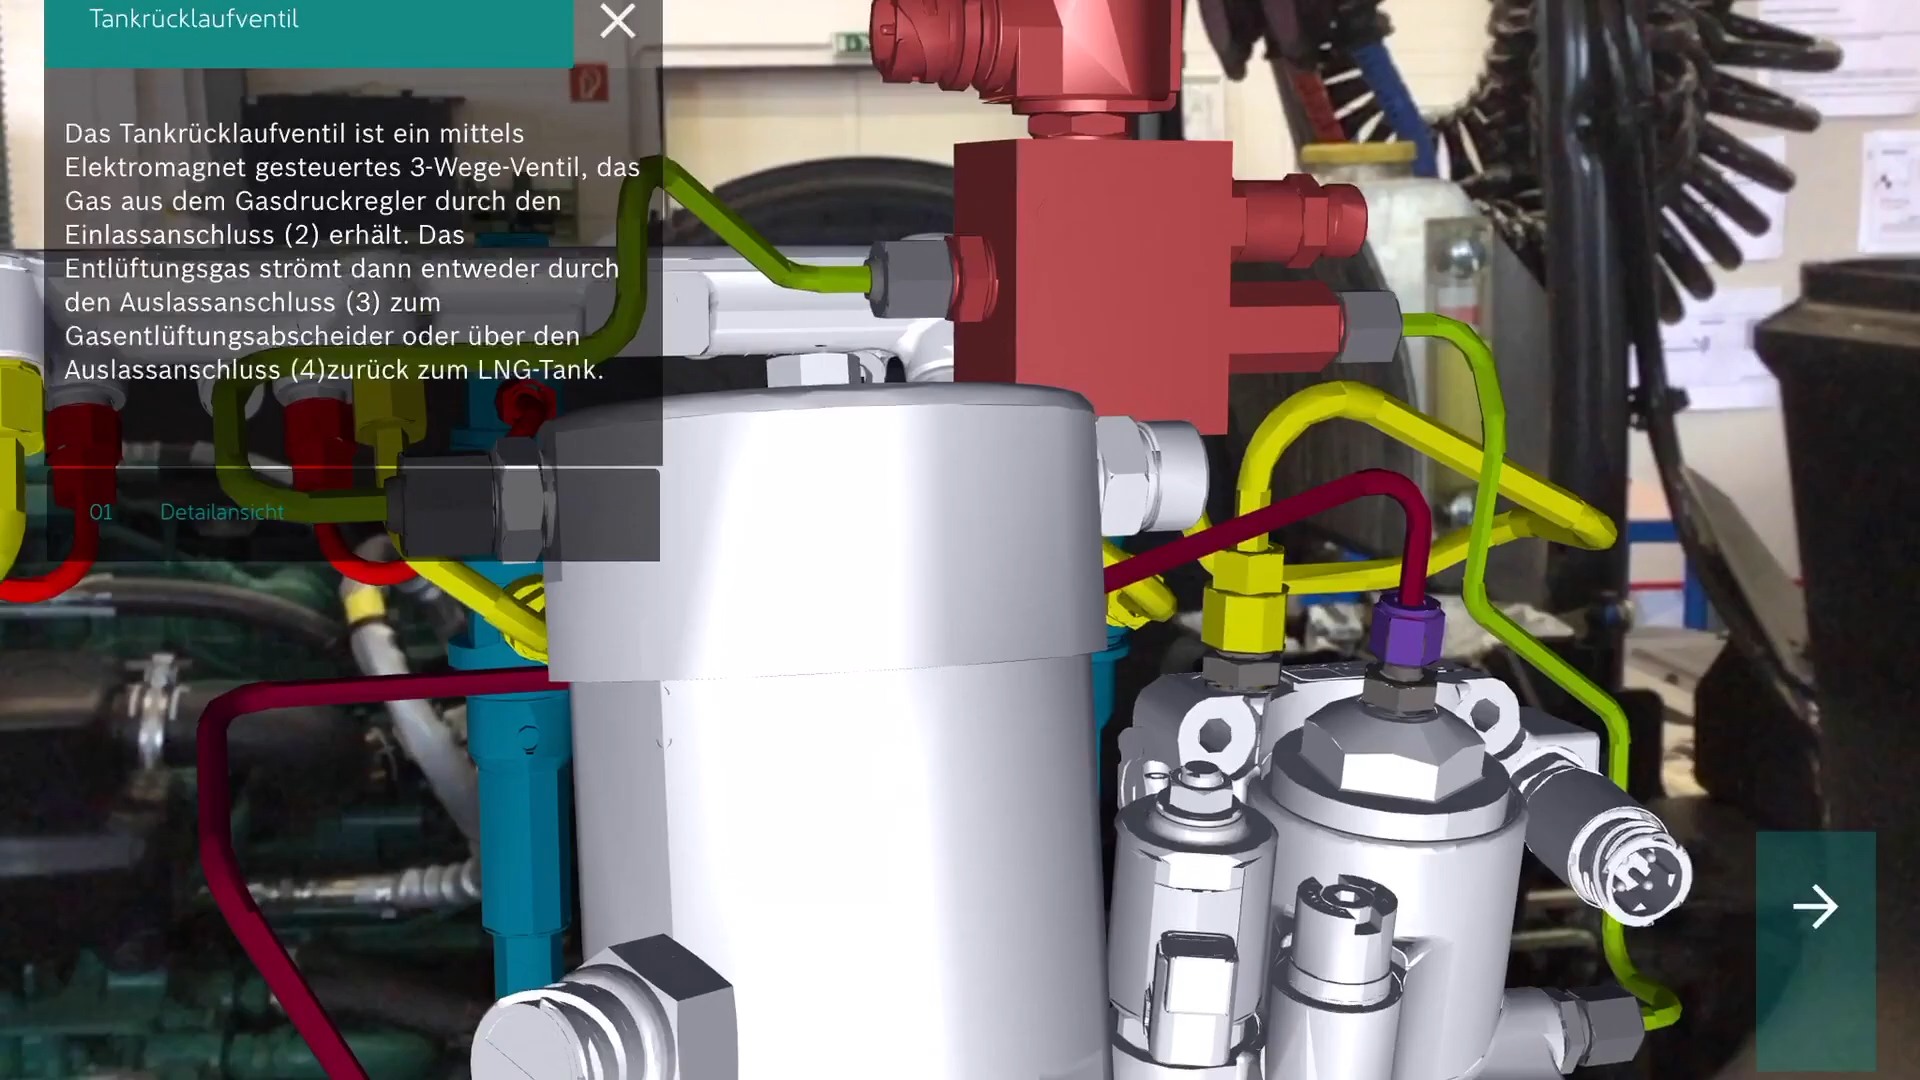 Tankrücklaufventil
Das Tankrücklaufventil ist ein mittels
Elektromagnet gesteuertes 3-Wege-Ventil, das
Gas aus dem Gasdruckregler durch den
Einlassanschluss (2) erhält. Das
Entlüftungsgas strömt dann entweder durch
den Auslassanschluss (3) zum
Gasentlüftungsabscheider oder über den
Auslassanschluss (4)zurück zum LNG-Tank.
01 Detailansicht